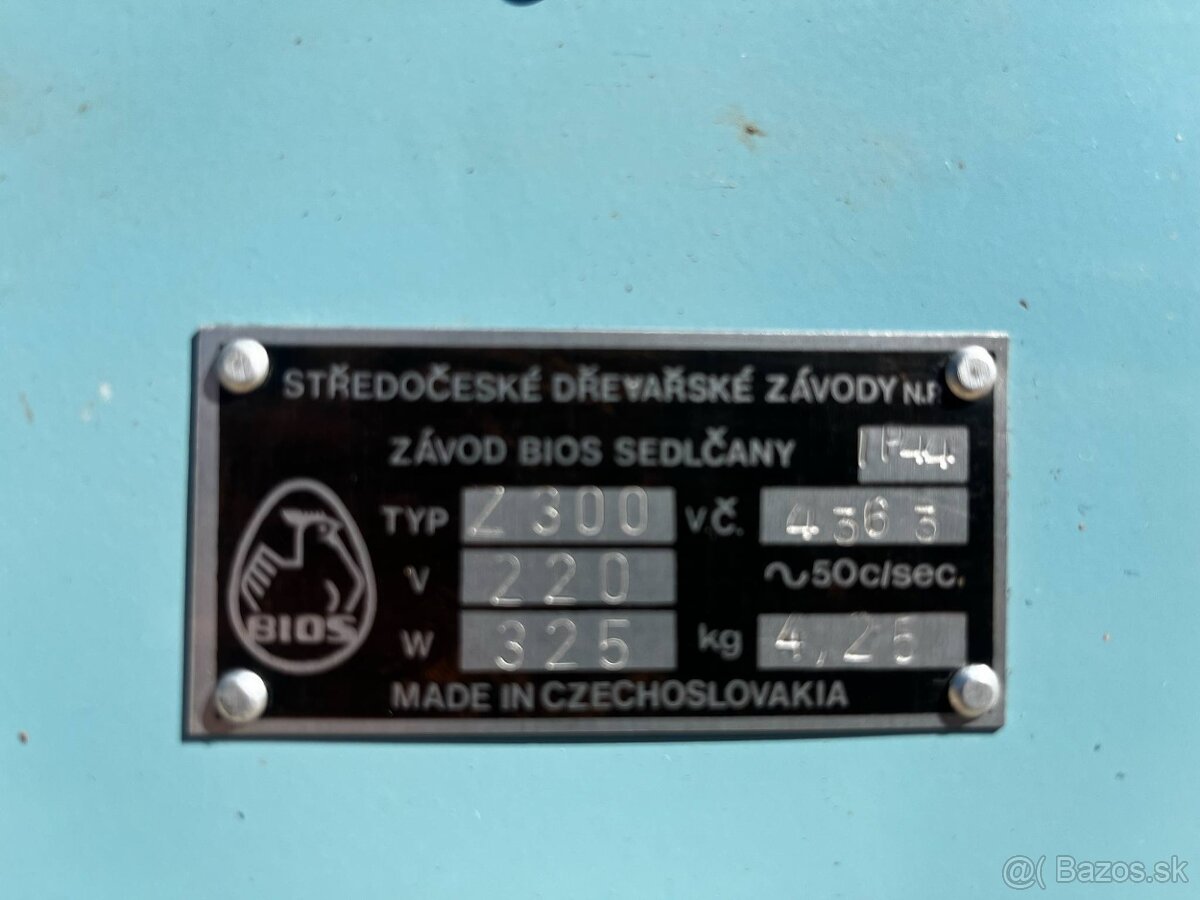 STŘEDOČESKÉ DŘEVAŘSKÉ ZÁVODY N.P.
ZÁVOD BIOS SEDLČANY IP44
TYP Z 300 V.Č. 4363
V 220 ~50c/sec.
W 325 kg 4,25
BIOS
MADE IN CZECHOSLOVAKIA
@( Bazos.sk